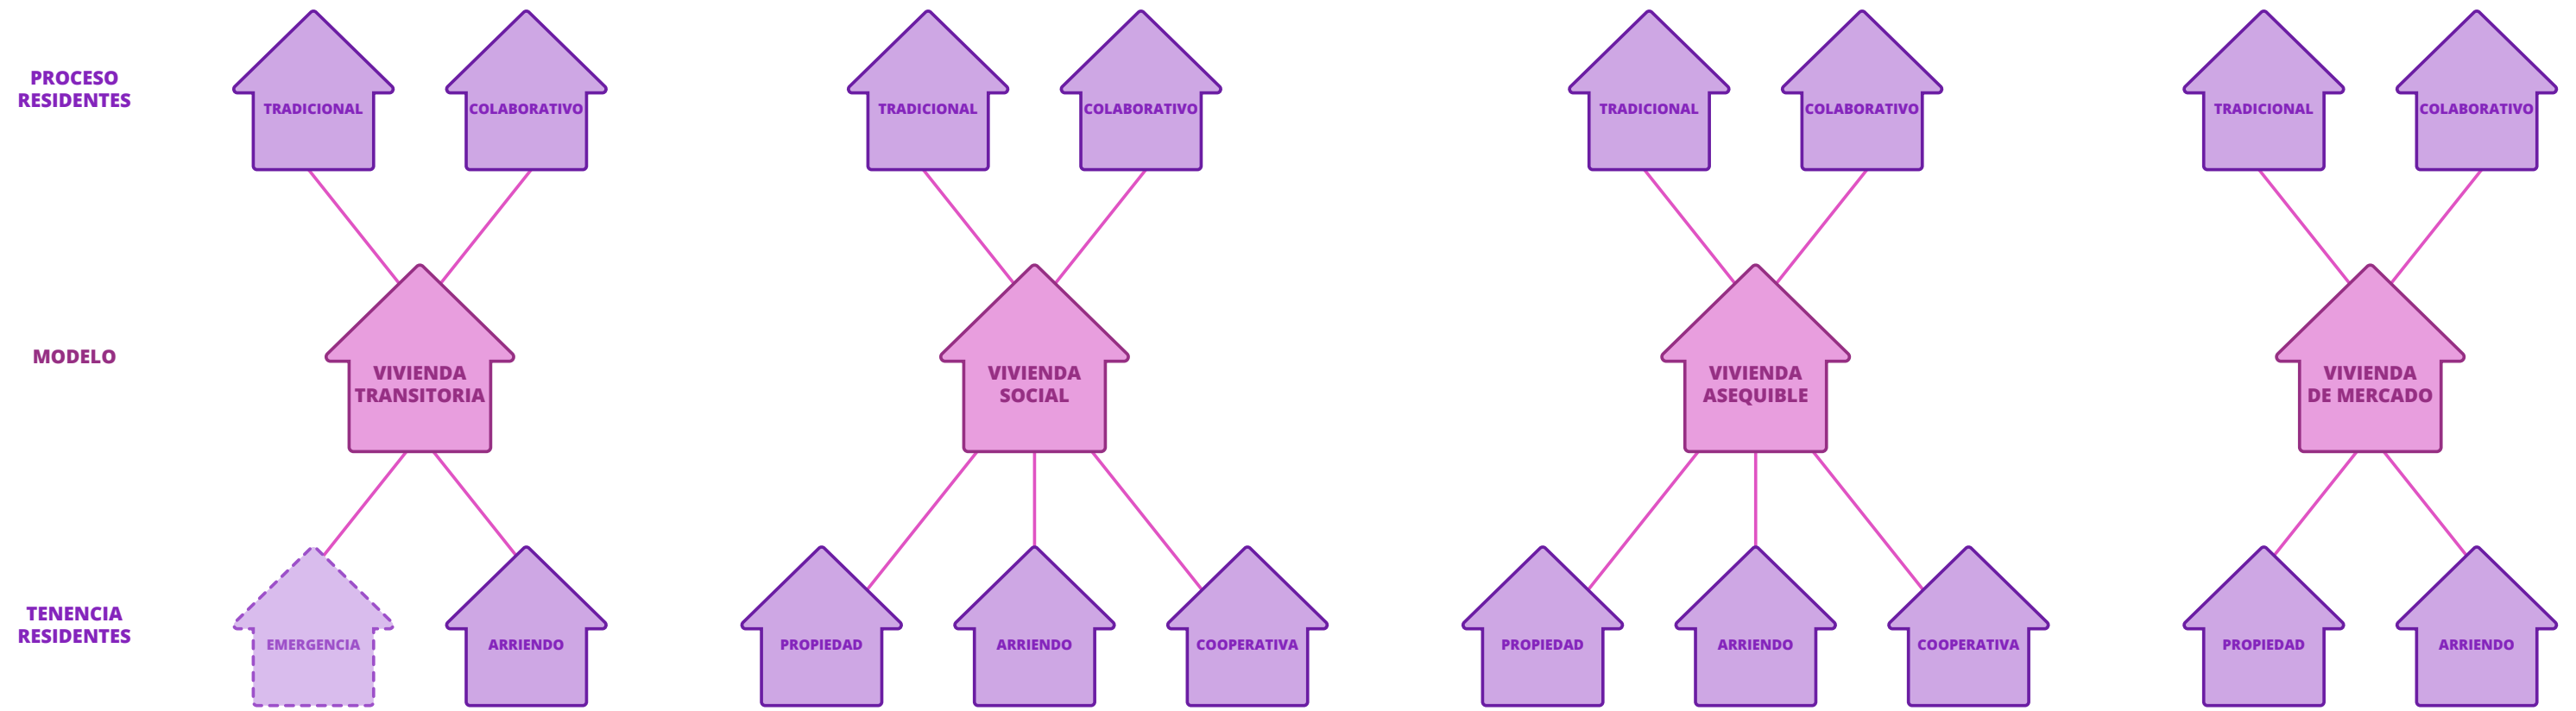 PROCESO
RESIDENTES
TRADICIONAL
COLABORATIVO
TRADICIONAL
COLABORATIVO
TRADICIONAL
COLABORATIVO
TRADICIONAL
COLABORATIVO
MODELO
VIVIENDA
TRANSITORIA
VIVIENDA
SOCIAL
VIVIENDA
ASEQUIBLE
VIVIENDA
DE MERCADO
TENENCIA
RESIDENTES
EMERGENCIA
ARRIENDO
PROPIEDAD
ARRIENDO
COOPERATIVA
PROPIEDAD
ARRIENDO
COOPERATIVA
PROPIEDAD
ARRIENDO